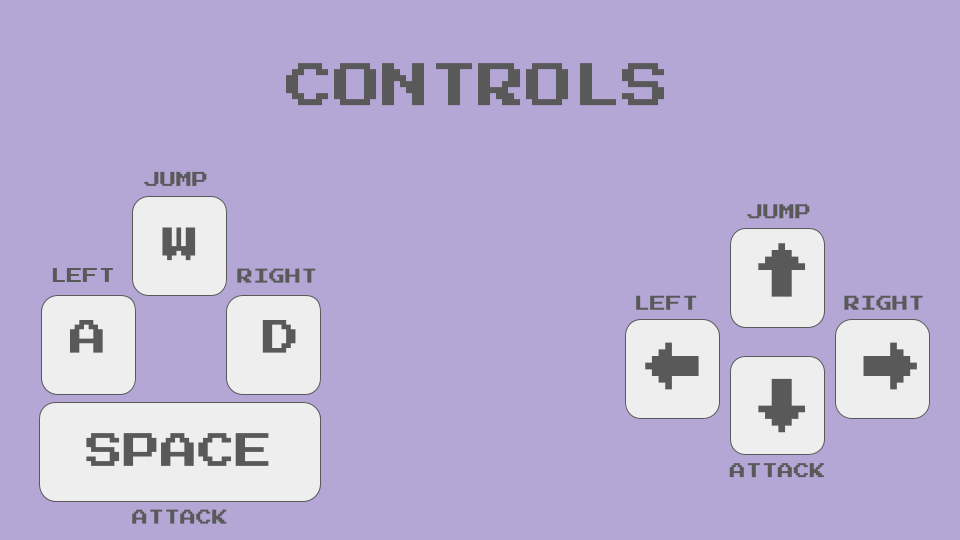 CONTROLS
JUMP
W
LEFT
RIGHT
A
D
SPACE
ATTACK
JUMP
LEFT
RIGHT
ATTACK